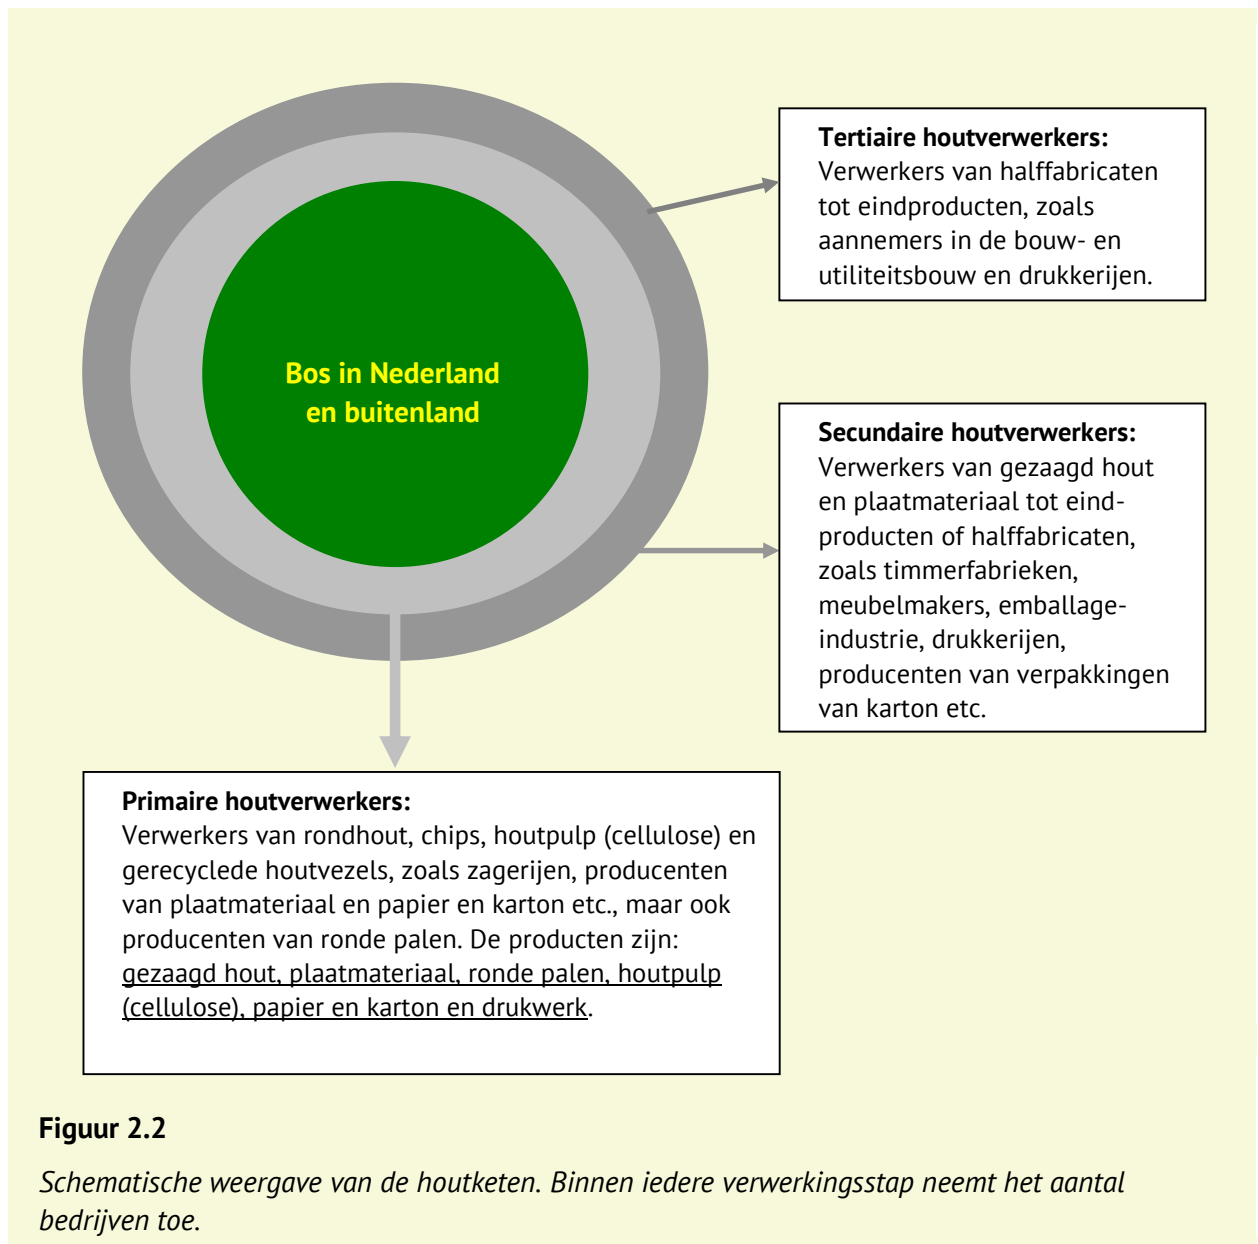 Bos in Nederland
en buitenland
Tertiaire houtverwerkers:
Verwerkers van halffabricaten
tot eindproducten, zoals
aannemers in de bouw- en
utiliteitsbouw en drukkerijen.
Secundaire houtverwerkers:
Verwerkers van gezaagd hout
en plaatmateriaal tot eind-
producten of halffabricaten,
zoals timmerfabrieken,
meubelmakers, emballage-
industrie, drukkerijen,
producenten van verpakkingen
van karton etc.
Primaire houtverwerkers:
Verwerkers van rondhout, chips, houtpulp (cellulose) en
gerecyclede houtvezels, zoals zagerijen, producenten
van plaatmateriaal en papier en karton etc., maar ook
producenten van ronde palen. De producten zijn:
gezaagd hout, plaatmateriaal, ronde palen, houtpulp
(cellulose), papier en karton en drukwerk.
Figuur 2.2
Schematische weergave van de houtketen. Binnen iedere verwerkingsstap neemt het aantal
bedrijven toe.